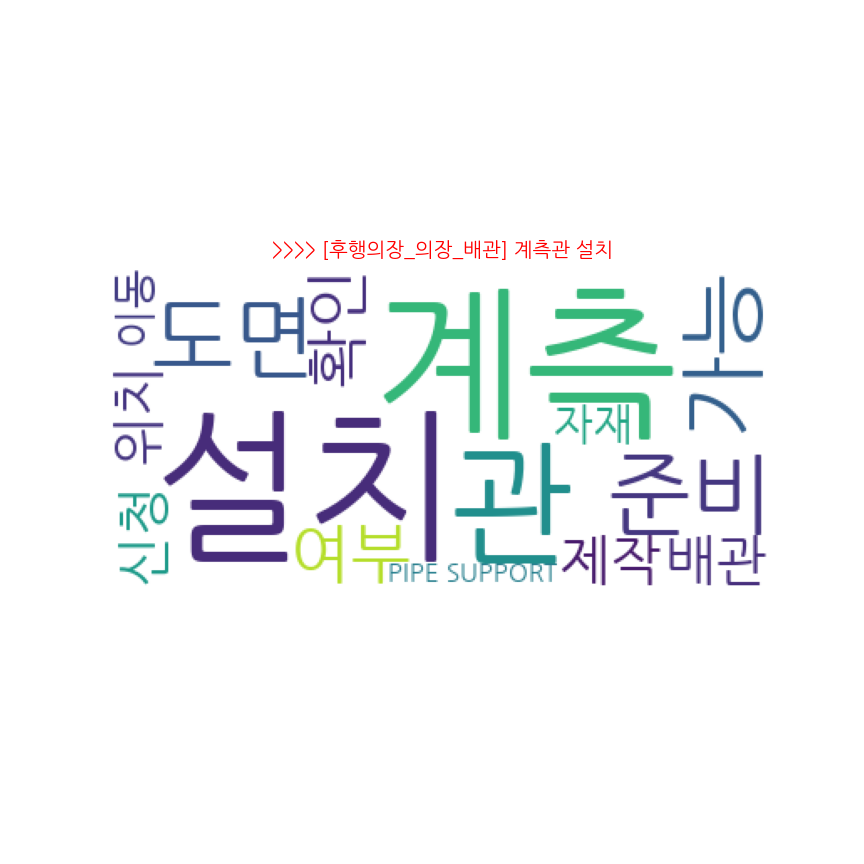 >>>> [후행의장_의장_배관] 계측관 설치
이동
도면
확인
계측
가능
위치
설치
자재
관
준비
신청
여부
PIPE SUPPORT
제작
배관